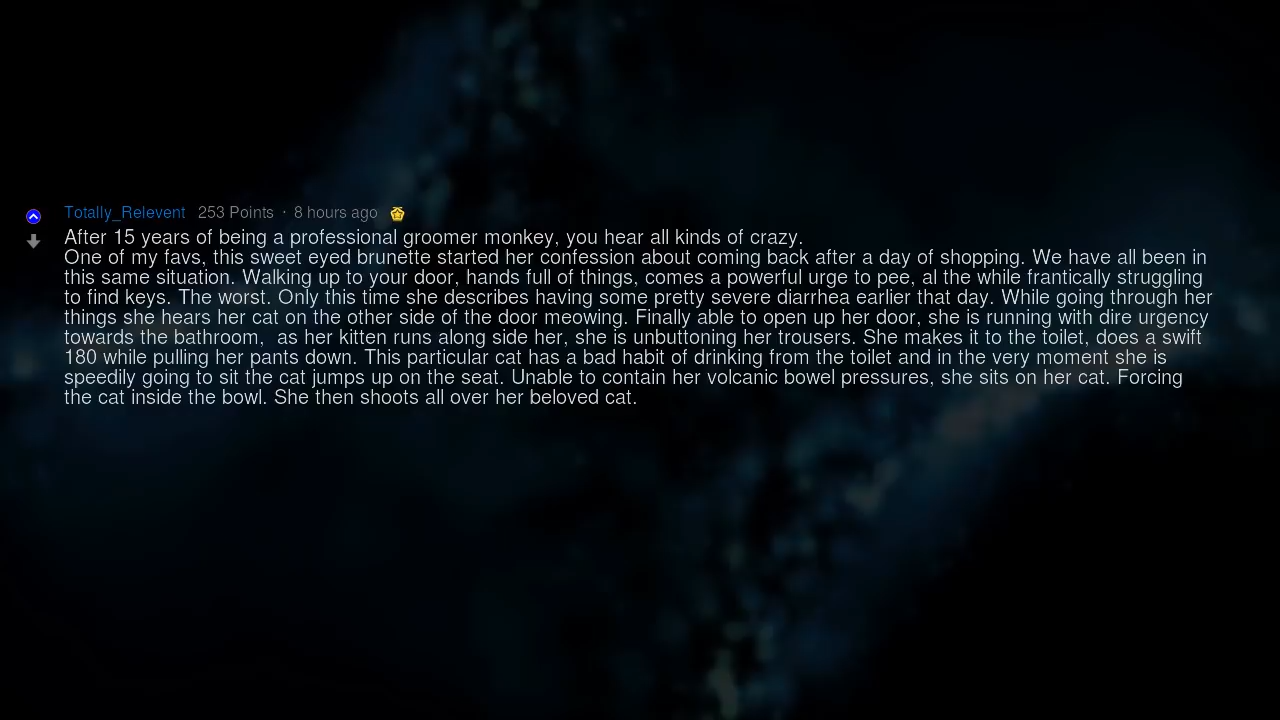 Totally_Relevent 253 Points · 8 hours ago
After 15 years of being a professional groomer monkey, you hear all kinds of crazy.
One of my favs, this sweet eyed brunette started her confession about coming back after a day of shopping. We have all been in
this same situation. Walking up to your door, hands full of things, comes a powerful urge to pee, al the while frantically struggling
to find keys. The worst. Only this time she describes having some pretty severe diarrhea earlier that day. While going through her
things she hears her cat on the other side of the door meowing. Finally able to open up her door, she is running with dire urgency
towards the bathroom,  as her kitten runs along side her, she is unbuttoning her trousers. She makes it to the toilet, does a swift
180 while pulling her pants down. This particular cat has a bad habit of drinking from the toilet and in the very moment she is
speedily going to sit the cat jumps up on the seat. Unable to contain her volcanic bowel pressures, she sits on her cat. Forcing
the cat inside the bowl. She then shoots all over her beloved cat.